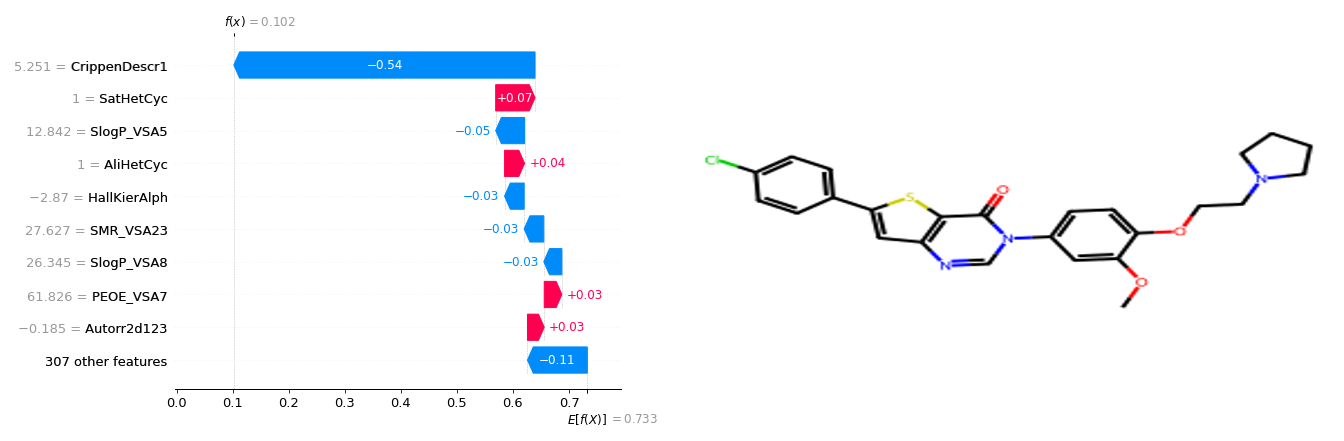 f(x) = 0.102
5.251 = CrippenDescr1
−0.54
1 = SatHetCyc
+0.07
12.842 = SlogP_VSA5
−0.05
1 = AliHetCyc
+0.04
−2.87 = HallKierAlph
−0.03
27.627 = SMR_VSA23
−0.03
26.345 = SlogP_VSA8
−0.03
61.826 = PEOE_VSA7
+0.03
−0.185 = Autorr2d123
+0.03
307 other features
−0.11
0.0 0.1 0.2 0.3 0.4 0.5 0.6 0.7
E[f(X)] = 0.733
Cl
S
O
N
N
O
O
N